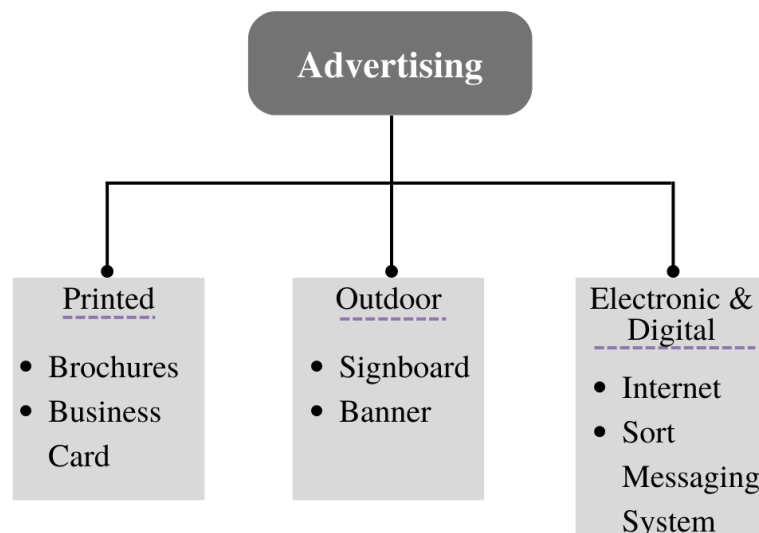 Advertising
Printed
• Brochures
• Business
Card
Outdoor
• Signboard
• Banner
Electronic &
Digital
• Internet
• Sort
Messaging
System